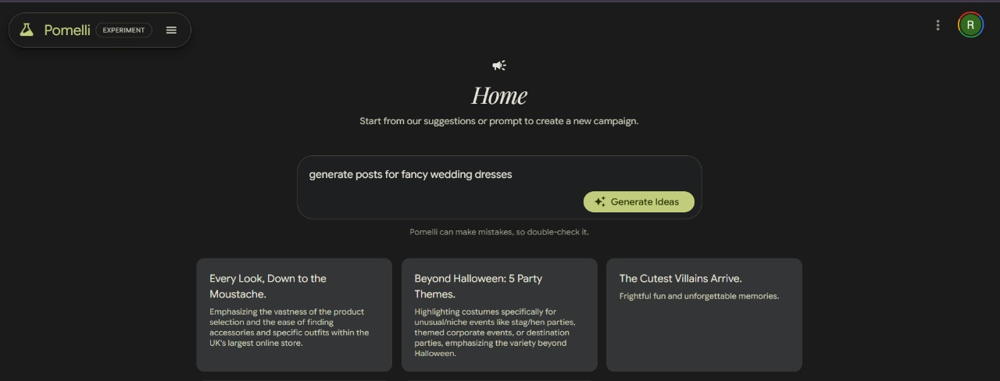 Pomelli EXPERIMENT
R
Home
Start from our suggestions or prompt to create a new campaign.
generate posts for fancy wedding dresses
Generate Ideas
Pomelli can make mistakes, so double-check it.
Every Look, Down to the
Moustache.
Emphasizing the vastness of the product
selection and the ease of finding
accessories and specific outfits within the
UK's largest online store.
Beyond Halloween: 5 Party
Themes.
Highlighting costumes specifically for
unusual/niche events like stag/hen parties,
themed corporate events, or destination
parties, emphasizing the variety beyond
Halloween.
The Cutest Villains Arrive.
Frightful fun and unforgettable memories.